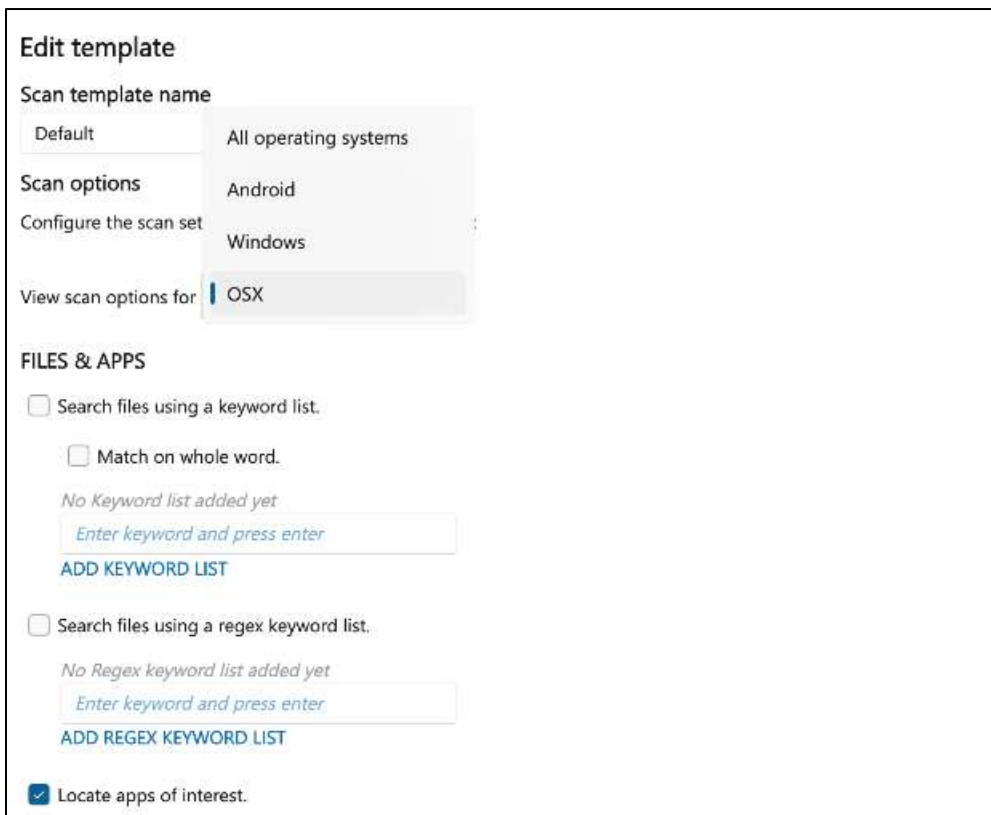 Edit template
Scan template name
Default
All operating systems
Scan options
Android
Configure the scan set
Windows
View scan options for
OSX
FILES & APPS
Search files using a keyword list.
Match on whole word.
No Keyword list added yet
Enter keyword and press enter
ADD KEYWORD LIST
Search files using a regex keyword list.
No Regex keyword list added yet
Enter keyword and press enter
ADD REGEX KEYWORD LIST
Locate apps of interest.